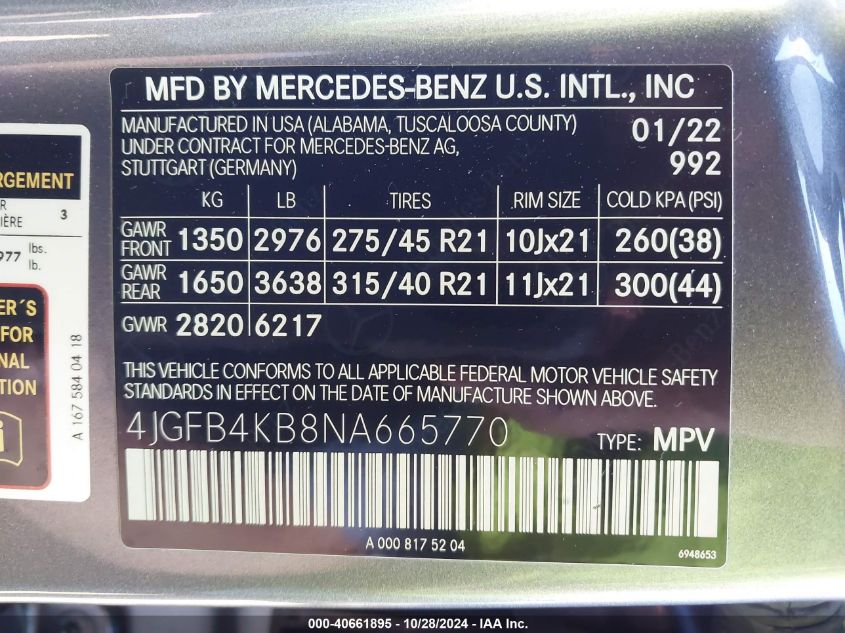 MFD BY MERCEDES-BENZ U.S. INTL., INC
MANUFACTURED IN USA (ALABAMA, TUSCALOOSA COUNTY) 01/22
UNDER CONTRACT FOR MERCEDES-BENZ AG,
STUTTGART (GERMANY) 992
KG LB TIRES RIM SIZE COLD KPA (PSI)
GAWR FRONT 1350 2976 275/45 R21 10Jx21 260(38)
GAWR REAR 1650 3638 315/40 R21 11Jx21 300(44)
GVWR 2820 6217
THIS VEHICLE CONFORMS TO ALL APPLICABLE FEDERAL MOTOR VEHICLE SAFETY
STANDARDS IN EFFECT ON THE DATE OF MANUFACTURE SHOWN ABOVE.
4JGFB4KB8NA665770 TYPE: MPV
A 000 817 52 04
6948653
RGEMENT
R
IÈRE 3
977 lbs.
lb.
ER´S
FOR
NAL
TION
A 167 584 04 18
000-40661895 - 10/28/2024 - IAA Inc.